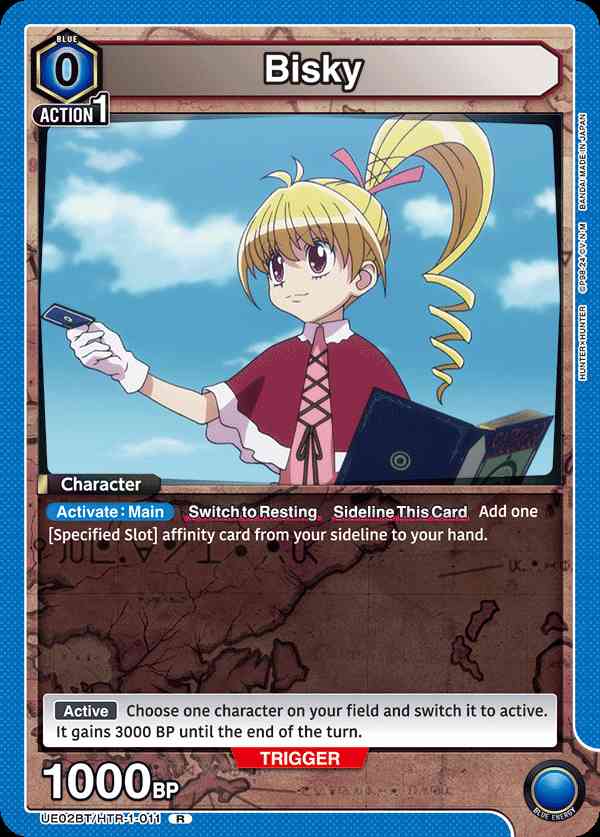 BLUE
0
Bisky
ACTION 1
BANDAI MADE IN JAPAN
HUNTER×HUNTER ©P98-24 ©V･N･M
Character
Activate: Main Switch to Resting Sideline This Card Add one
[Specified Slot] affinity card from your sideline to your hand.
Active Choose one character on your field and switch it to active.
It gains 3000 BP until the end of the turn.
TRIGGER
1000 BP
BLUE ENERGY
UE02BT/HTR-1-011 R